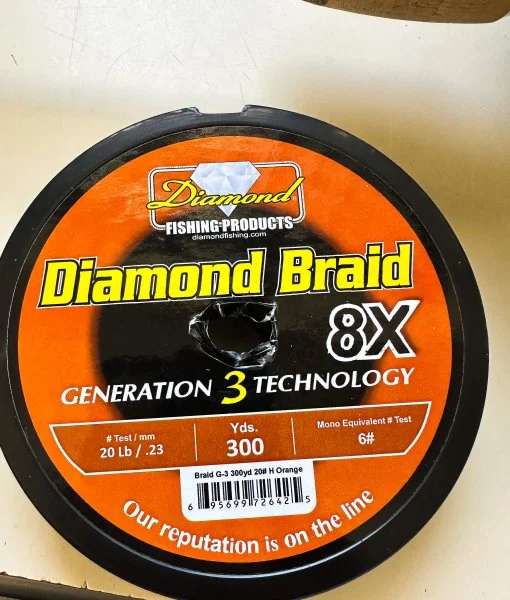 Diamond
FISHING PRODUCTS
diamondfishing.com
Diamond Braid
8X
GENERATION 3 TECHNOLOGY
# Test / mm
20 Lb / .23
Yds.
300
Mono Equivalent # Test
6#
Braid G-3 300yd 20# H Orange
6 95699 72642 5
Our reputation is on the line